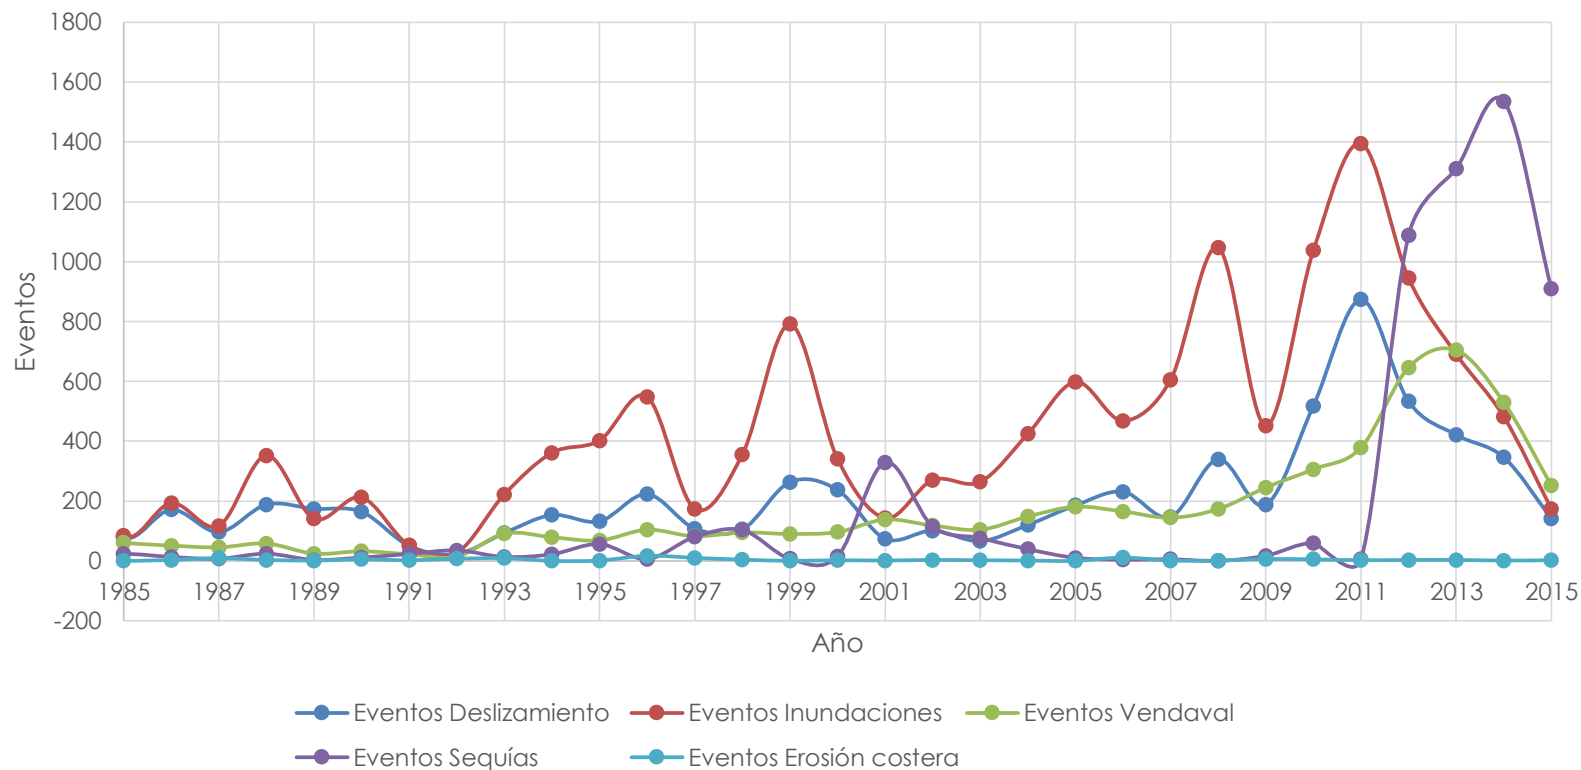 1800
1600
1400
1200
1000
800
600
400
200
0
-200
Eventos
1985 1987 1989 1991 1993 1995 1997 1999 2001 2003 2005 2007 2009 2011 2013 2015
Año
Eventos Deslizamiento Eventos Inundaciones Eventos Vendaval
Eventos Sequías Eventos Erosión costera